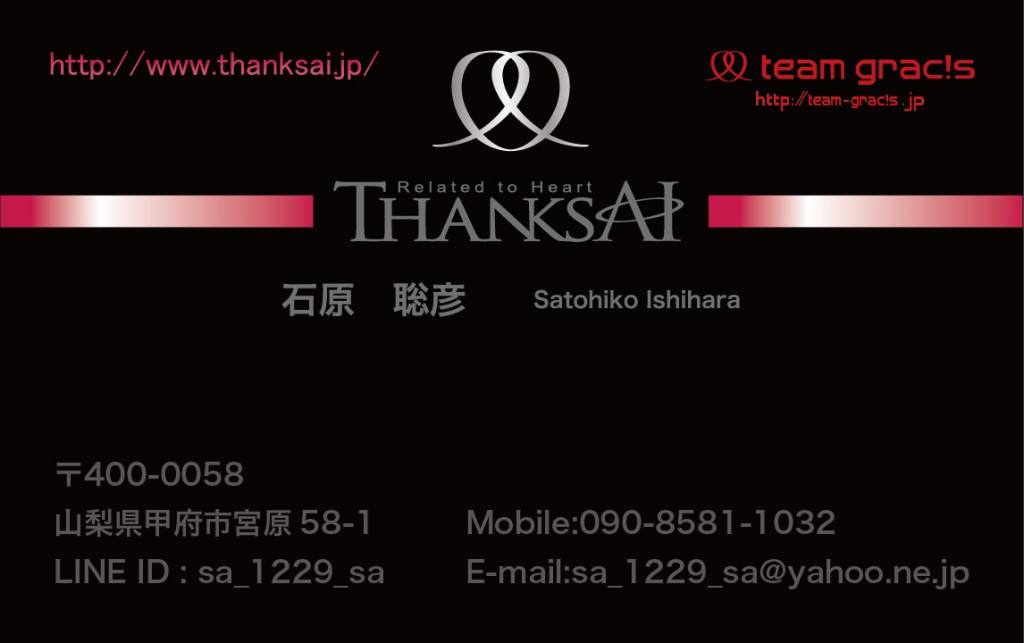 http://www.thanksai.jp/
team grac!s
http://team-grac!s.jp
Related to Heart
THANKSAI
石原　聡彦　Satohiko Ishihara
〒400-0058
山梨県甲府市宮原 58-1
Mobile:090-8581-1032
LINE ID : sa_1229_sa
E-mail:sa_1229_sa@yahoo.ne.jp